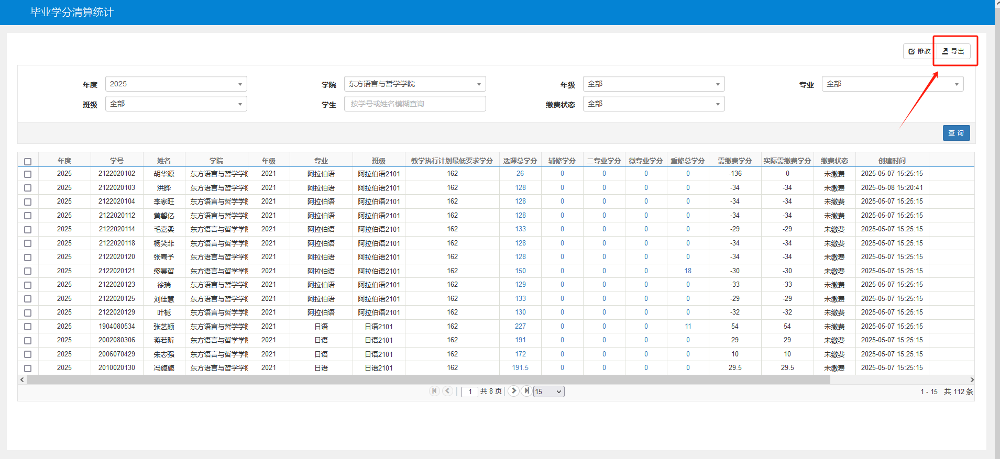 毕业学分清算统计
修改 导出
年度 2025 学院 东方语言与哲学学院 年级 全部 专业 全部
班级 全部 学生 按学号或姓名模糊查询 缴费状态 全部
查 询
年度 学号 姓名 学院 年级 专业 班级 教学执行计划最低要求学分 选课总学分 辅修学分 二专业学分 微专业学分 重修总学分 需缴费学分 实际需缴费学分 缴费状态 创建时间
2025 2122020102 胡华源 东方语言与哲学学院 2021 阿拉伯语 阿拉伯语2101 162 26 0 0 0 0 -136 0 未缴费 2025-05-07 15:25:15
2025 2122020103 洪晔 东方语言与哲学学院 2021 阿拉伯语 阿拉伯语2101 162 128 0 0 0 0 -34 -34 未缴费 2025-05-08 15:20:41
2025 2122020104 李家旺 东方语言与哲学学院 2021 阿拉伯语 阿拉伯语2101 162 128 0 0 0 0 -34 -34 未缴费 2025-05-07 15:25:15
2025 2122020112 黄馨亿 东方语言与哲学学院 2021 阿拉伯语 阿拉伯语2101 162 128 0 0 0 0 -34 -34 未缴费 2025-05-07 15:25:15
2025 2122020114 毛嘉柔 东方语言与哲学学院 2021 阿拉伯语 阿拉伯语2101 162 133 0 0 0 0 -29 -29 未缴费 2025-05-07 15:25:15
2025 2122020118 杨笑菲 东方语言与哲学学院 2021 阿拉伯语 阿拉伯语2101 162 128 0 0 0 0 -34 -34 未缴费 2025-05-07 15:25:15
2025 2122020120 张骞予 东方语言与哲学学院 2021 阿拉伯语 阿拉伯语2101 162 128 0 0 0 0 -34 -34 未缴费 2025-05-07 15:25:15
2025 2122020121 缪昊哲 东方语言与哲学学院 2021 阿拉伯语 阿拉伯语2101 162 150 0 0 0 18 -30 -30 未缴费 2025-05-07 15:25:15
2025 2122020123 徐瑞 东方语言与哲学学院 2021 阿拉伯语 阿拉伯语2101 162 129 0 0 0 0 -33 -33 未缴费 2025-05-07 15:25:15
2025 2122020125 刘佳慧 东方语言与哲学学院 2021 阿拉伯语 阿拉伯语2101 162 133 0 0 0 0 -29 -29 未缴费 2025-05-07 15:25:15
2025 2122020129 叶栀 东方语言与哲学学院 2021 阿拉伯语 阿拉伯语2101 162 130 0 0 0 0 -32 -32 未缴费 2025-05-07 15:25:15
2025 1904080534 张艺颖 东方语言与哲学学院 2021 日语 日语2101 162 227 0 0 0 11 54 54 未缴费 2025-05-07 15:25:15
2025 2002080306 蒋若昕 东方语言与哲学学院 2021 日语 日语2101 162 191 0 0 0 0 29 29 未缴费 2025-05-07 15:25:15
2025 2006070429 朱志强 东方语言与哲学学院 2021 日语 日语2101 162 172 0 0 0 0 10 10 未缴费 2025-05-07 15:25:15
2025 2010020130 冯旖旎 东方语言与哲学学院 2021 日语 日语2101 162 191.5 0 0 0 0 29.5 29.5 未缴费 2025-05-07 15:25:15
1 共 8 页 15 1 - 15 共 112 条